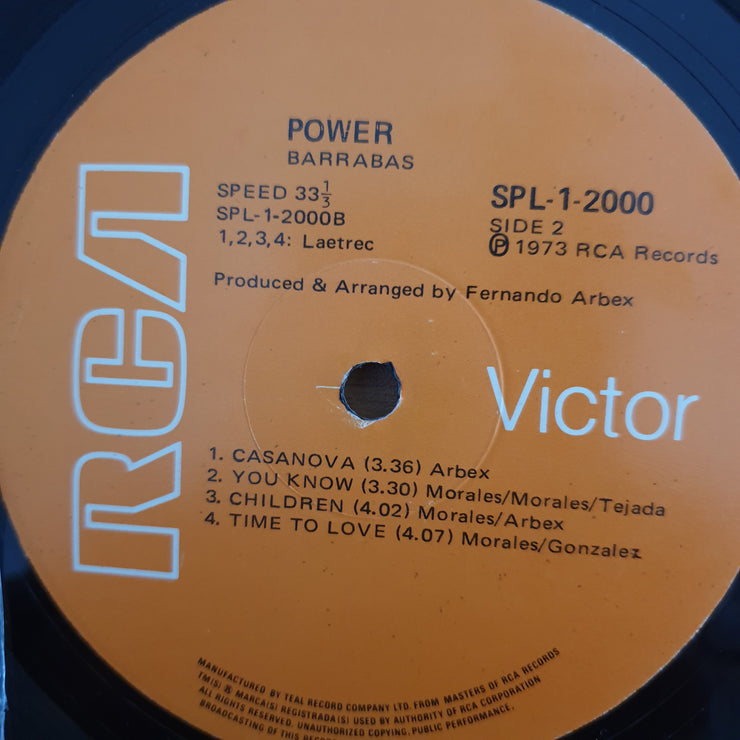 RCA
POWER
BARRABAS
SPEED 33 1/3
SPL-1-2000B
1,2,3,4: Laetrec
SPL-1-2000
SIDE 2
Ⓟ 1973 RCA Records
Produced & Arranged by Fernando Arbex
Victor
1. CASANOVA (3.36) Arbex
2. YOU KNOW (3.30) Morales/Morales/Tejada
3. CHILDREN (4.02) Morales/Arbex
4. TIME TO LOVE (4.07) Morales/Gonzalez
MANUFACTURED BY TEAL RECORD COMPANY LTD. FROM MASTERS OF RCA RECORDS
TM(S) ® MARCA(S) REGISTRADA(S) USED BY AUTHORITY OF RCA CORPORATION
ALL RIGHTS RESERVED. UNAUTHORIZED COPYING. PUBLIC PERFORMANCE.
BROADCASTING OF THIS